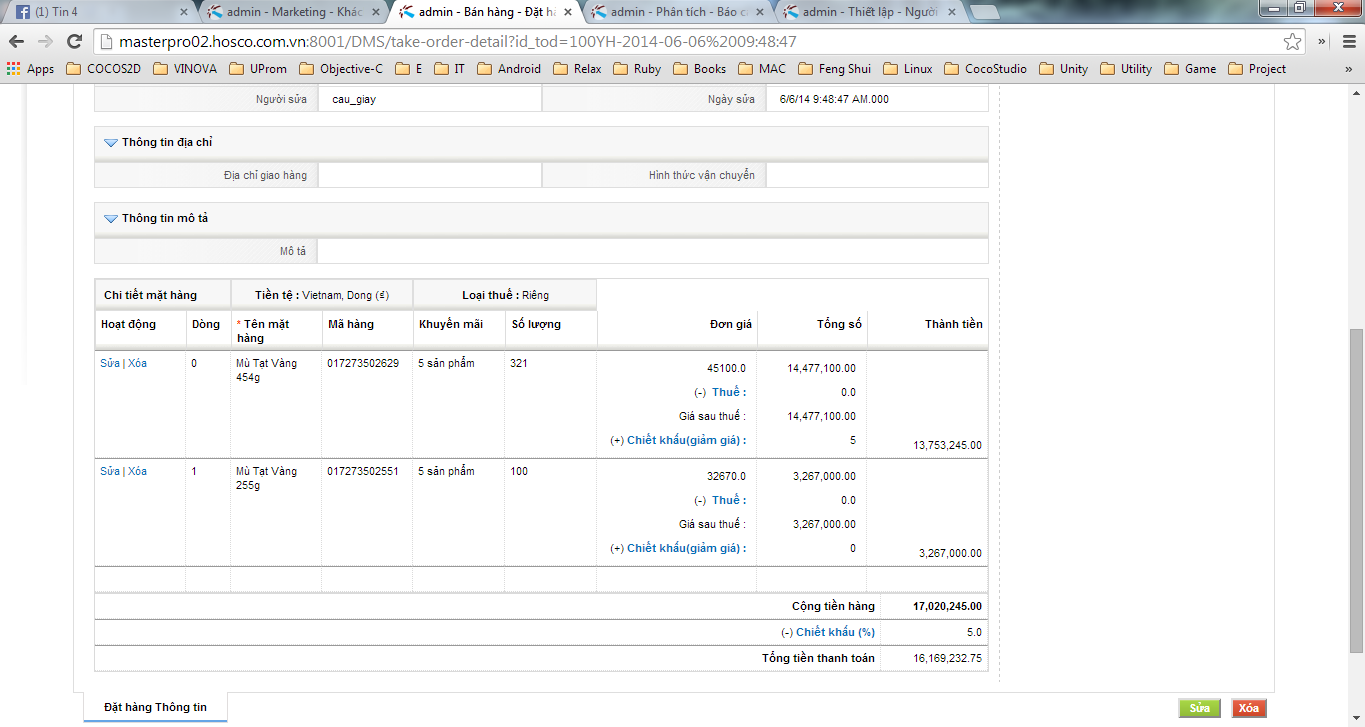 (1) Tin 4
admin - Marketing - Khác
admin - Bán hàng - Đặt h
admin - Phân tích - Báo c
admin - Thiết lập - Người
masterpro02.hosco.com.vn:8001/DMS/take-order-detail?id_tod=100YH-2014-06-06%2009:48:47
Apps COCOS2D VINOVA UProm Objective-C E IT Android Relax Ruby Books MAC Feng Shui Linux CocoStudio Unity Utility Game Project
Người sửa cau_giay Ngày sửa 6/6/14 9:48:47 AM.000
Thông tin địa chỉ
Địa chỉ giao hàng Hình thức vận chuyển
Thông tin mô tả
Mô tả
Chi tiết mặt hàng Tiền tệ : Vietnam, Dong (₫) Loại thuế : Riêng
Hoạt động Dòng * Tên mặt Mã hàng Khuyến mãi Số lượng Đơn giá Tổng số Thành tiền
hàng
Sửa | Xóa 0 Mù Tạt Vàng 017273502629 5 sản phẩm 321 45100.0 14,477,100.00
454g
(-) Thuế : 0.0
Giá sau thuế : 14,477,100.00
(+) Chiết khấu(giảm giá) : 5 13,753,245.00
Sửa | Xóa 1 Mù Tạt Vàng 017273502551 5 sản phẩm 100 32670.0 3,267,000.00
255g
(-) Thuế : 0.0
Giá sau thuế : 3,267,000.00
(+) Chiết khấu(giảm giá) : 0 3,267,000.00
Cộng tiền hàng 17,020,245.00
(-) Chiết khấu (%) 5.0
Tổng tiền thanh toán 16,169,232.75
Đặt hàng Thông tin Sửa Xóa